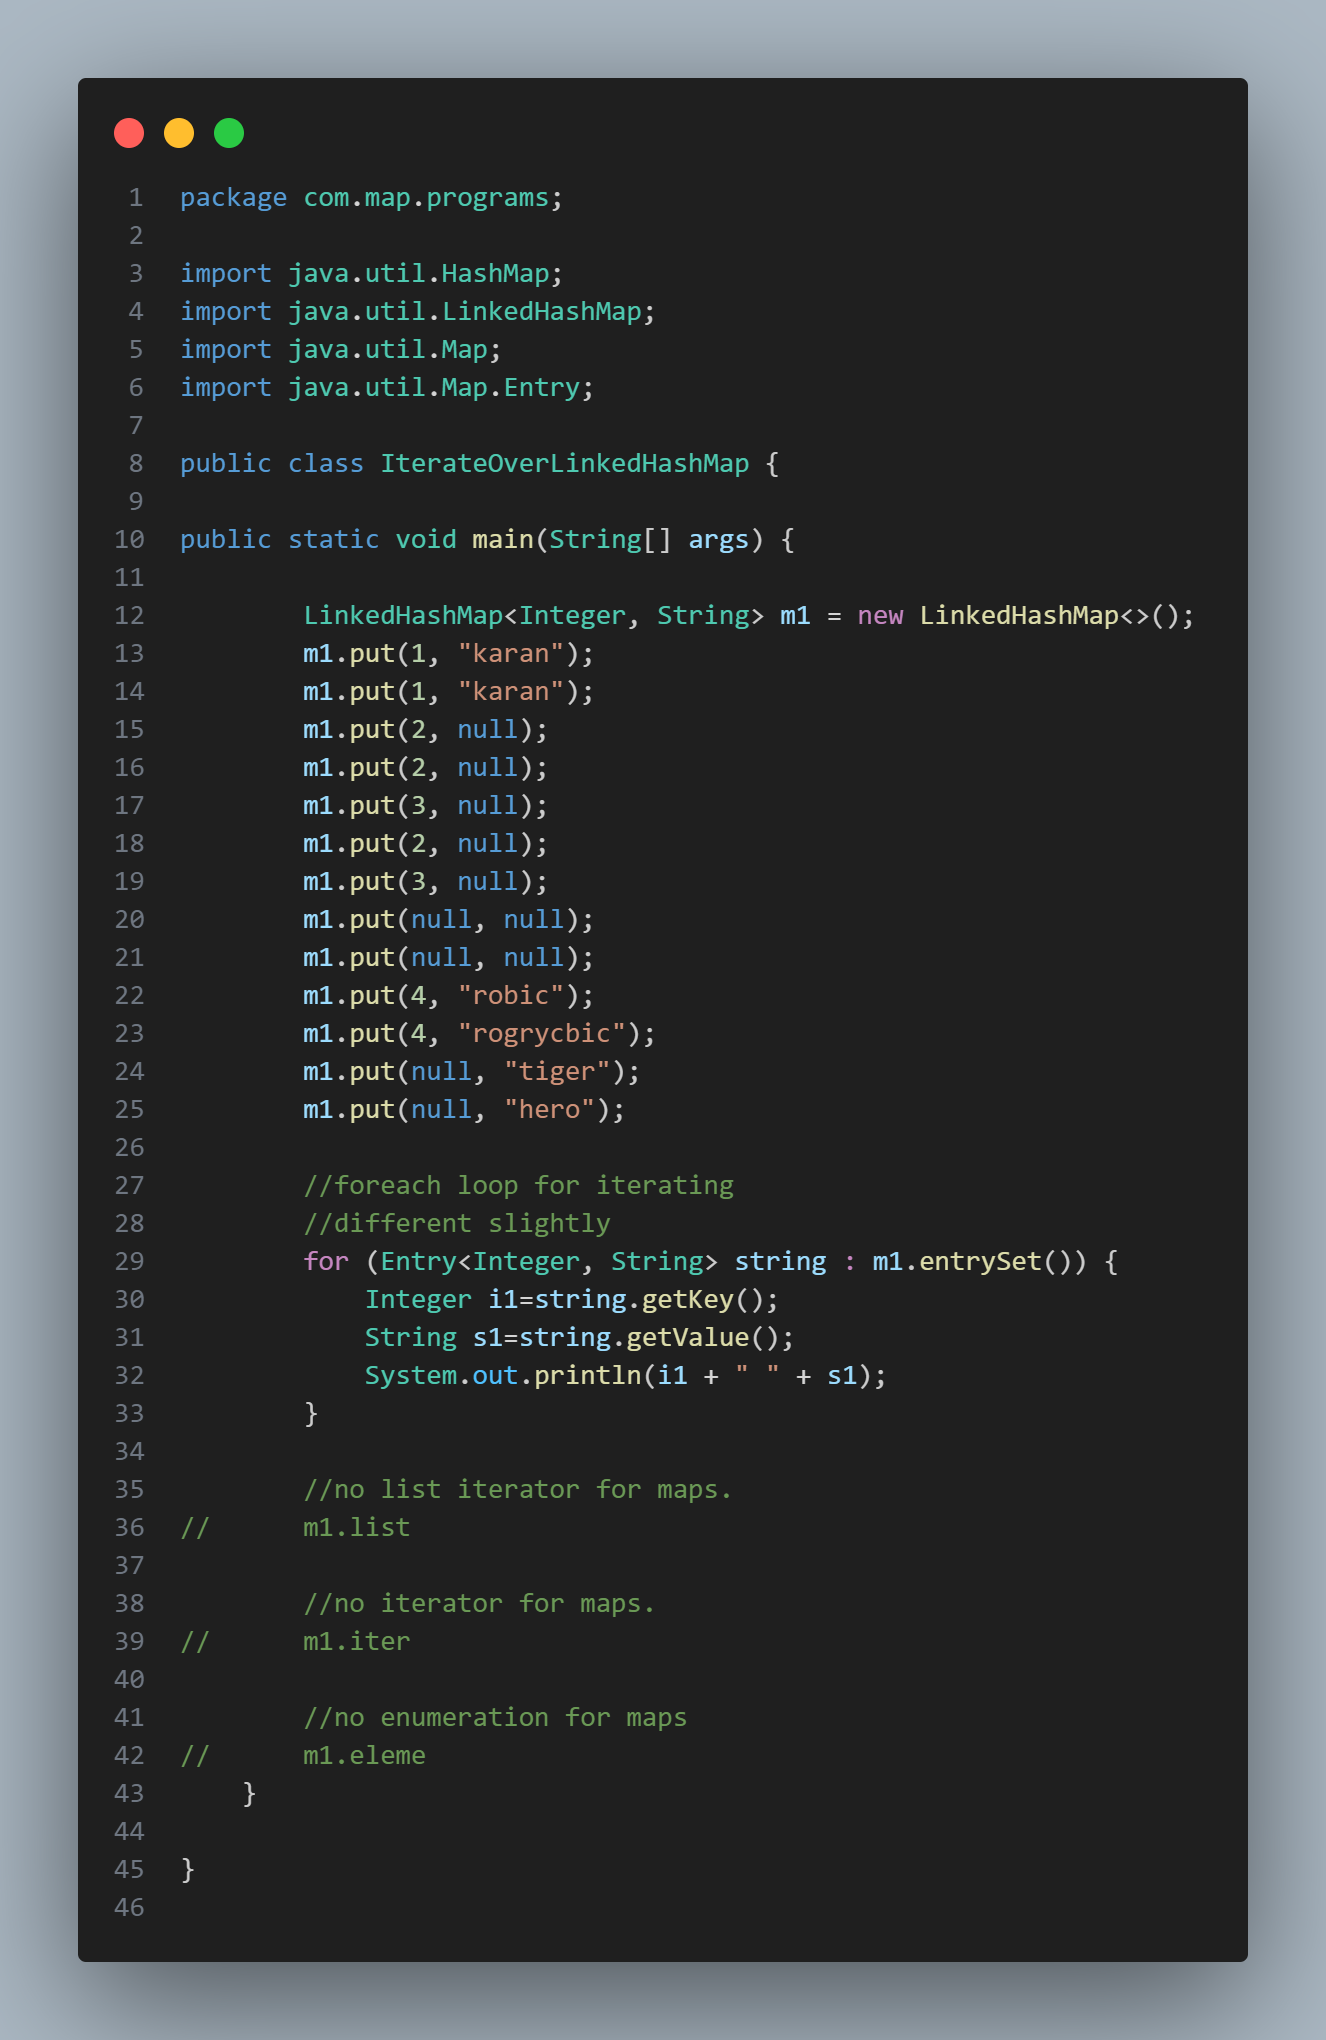 1 package com.map.programs;
2
3 import java.util.HashMap;
4 import java.util.LinkedHashMap;
5 import java.util.Map;
6 import java.util.Map.Entry;
7
8 public class IterateOverLinkedHashMap {
9
10 public static void main(String[] args) {
11
12         LinkedHashMap<Integer, String> m1 = new LinkedHashMap<>();
13         m1.put(1, "karan");
14         m1.put(1, "karan");
15         m1.put(2, null);
16         m1.put(2, null);
17         m1.put(3, null);
18         m1.put(2, null);
19         m1.put(3, null);
20         m1.put(null, null);
21         m1.put(null, null);
22         m1.put(4, "robic");
23         m1.put(4, "rogrycbic");
24         m1.put(null, "tiger");
25         m1.put(null, "hero");
26
27         //foreach loop for iterating
28         //different slightly
29         for (Entry<Integer, String> string : m1.entrySet()) {
30             Integer i1=string.getKey();
31             String s1=string.getValue();
32             System.out.println(i1 + " " + s1);
33         }
34
35         //no list iterator for maps.
36 //      m1.list
37
38         //no iterator for maps.
39 //      m1.iter
40
41         //no enumeration for maps
42 //      m1.eleme
43     }
44
45 }
46